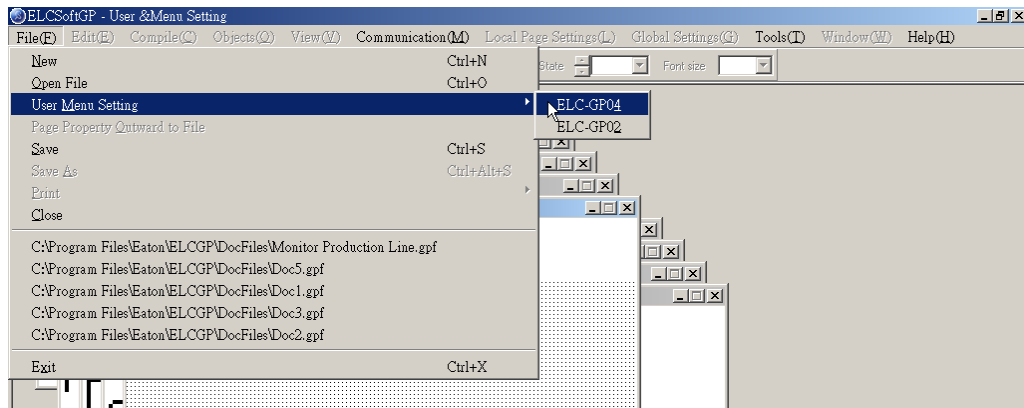 ELCSoftGP - User &Menu Setting
File(F) Edit(E) Compile(C) Objects(O) View(V) Communication(M) Local Page Settings(L) Global Settings(G) Tools(T) Window(W) Help(H)
State Font size
New Ctrl+N
Open File Ctrl+O
User Menu Setting
ELC-GP04
ELC-GP02
Page Property Outward to File
Save Ctrl+S
Save As Ctrl+Alt+S
Print
Close
C:\Program Files\Eaton\ELCGP\DocFiles\Monitor Production Line.gpf
C:\Program Files\Eaton\ELCGP\DocFiles\Doc5.gpf
C:\Program Files\Eaton\ELCGP\DocFiles\Doc1.gpf
C:\Program Files\Eaton\ELCGP\DocFiles\Doc3.gpf
C:\Program Files\Eaton\ELCGP\DocFiles\Doc2.gpf
Exit Ctrl+X